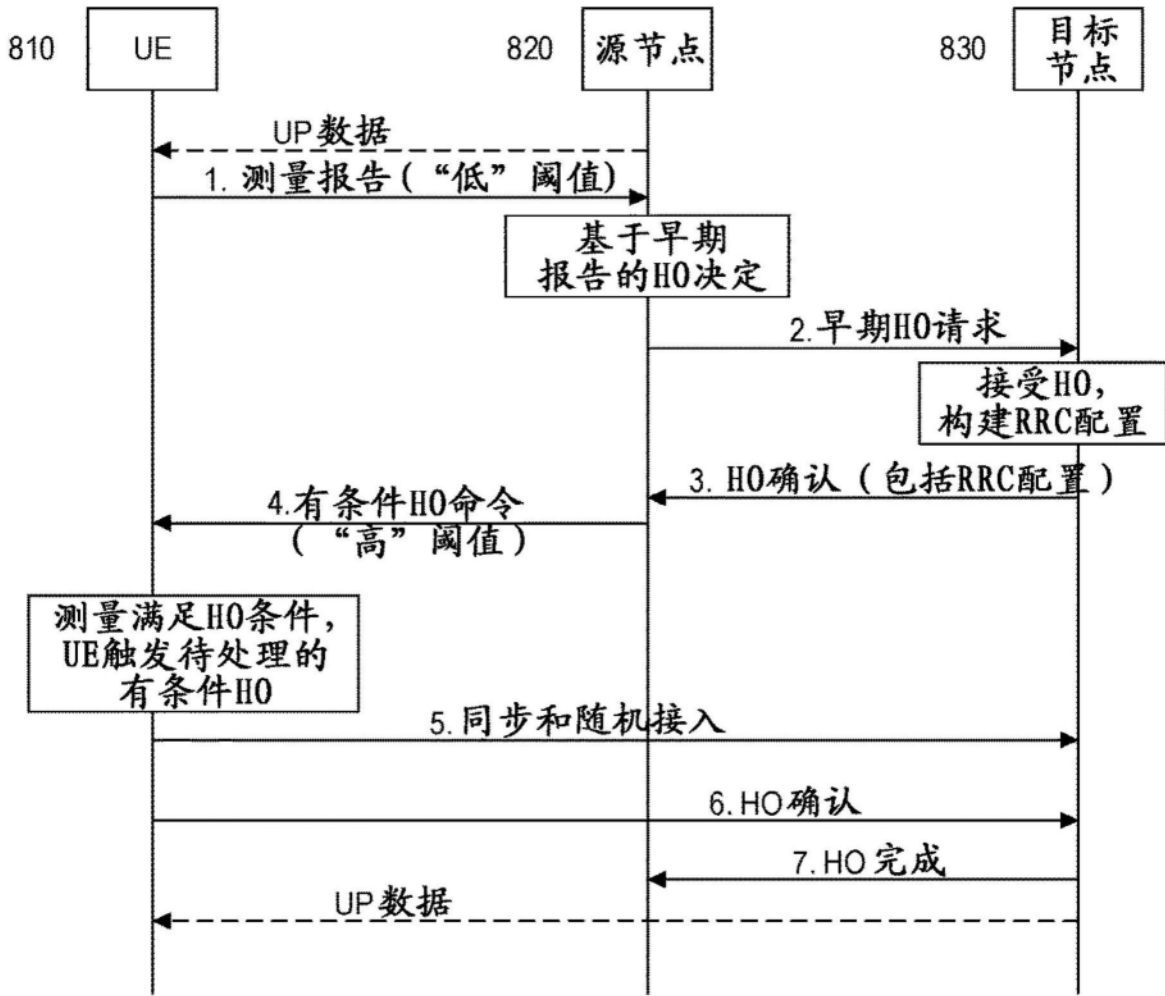 810
UE
820
源节点
830
目标
节点
UP数据
1. 测量报告(“低”阈值)
基于早期
报告的HO决定
2.早期HO请求
接受HO,
构建RRC配置
3. HO确认(包括RRC配置)
4.有条件HO命令
(“高”阈值)
测量满足HO条件,
UE触发待处理的
有条件HO
5.同步和随机接入
6.HO确认
7.HO完成
UP数据